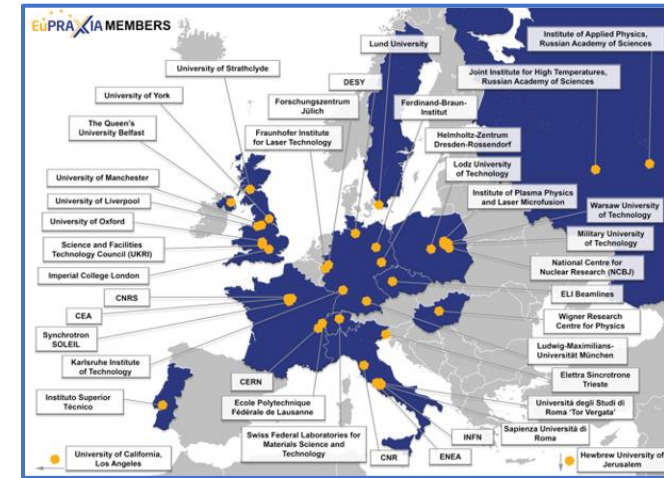 EuPRAXIA MEMBERS
Lund University
Institute of Applied Physics,
Russian Academy of Sciences
University of Strathclyde
DESY
Joint Institute for High Temperatures,
Russian Academy of Sciences
University of York
Forschungszentrum
Jülich
Ferdinand-Braun-
Institut
The Queen's
University Belfast
Fraunhofer Institute
for Laser Technology
Helmholtz-Zentrum
Dresden-Rossendorf
Lodz University
of Technology
University of Manchester
Institute of Plasma Physics
and Laser Microfusion
University of Liverpool
Warsaw University
of Technology
University of Oxford
Military University
of Technology
Science and Facilities
Technology Council (UKRI)
National Centre for
Nuclear Research (NCBJ)
Imperial College London
ELI Beamlines
CNRS
Wigner Research
Centre for Physics
CEA
Synchrotron
SOLEIL
Ludwig-Maximilians-
Universität München
Karlsruhe Institute
of Technology
Elettra Sincrotrone
Trieste
CERN
Instituto Superior
Técnico
Ecole Polytechnique
Fédérale de Lausanne
Università degli Studi di
Roma 'Tor Vergata'
Swiss Federal Laboratories for
Materials Science and
Technology
INFN
Sapienza Università di
Roma
CNR
ENEA
University of California,
Los Angeles
Hewbrew University of
Jerusalem